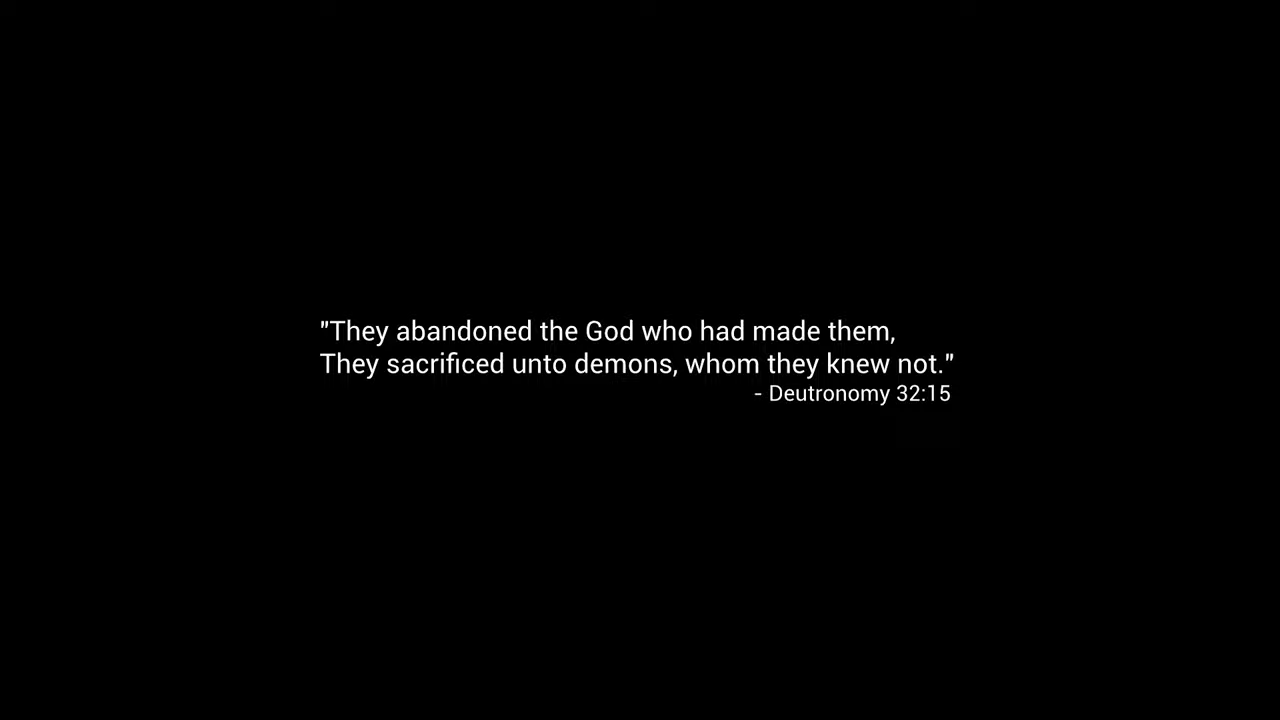 "They abandoned the God who had made them,
They sacrificed unto demons, whom they knew not."
- Deutronomy 32:15